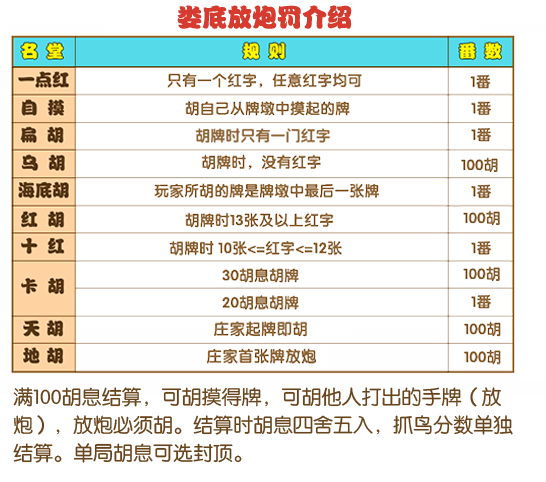 娄底放炮罚介绍
名堂 规则 番数
一点红 只有一个红字，任意红字均可 1番
自摸 胡自己从牌墩中摸起的牌 1番
扁胡 胡牌时只有一门红字 1番
乌胡 胡牌时，没有红字 100胡
海底胡 玩家所胡的牌是牌墩中最后一张牌 1番
红胡 胡牌时13张及以上红字 100胡
十红 胡牌时 10张<=红字<=12张 1番
卡胡 30胡息胡牌 100胡
20胡息胡牌 1番
天胡 庄家起牌即胡 100胡
地胡 庄家首张牌放炮 100胡
满100胡息结算，可胡摸得牌，可胡他人打出的手牌（放
炮），放炮必须胡。结算时胡息四舍五入，抓鸟分数单独
结算。单局胡息可选封顶。